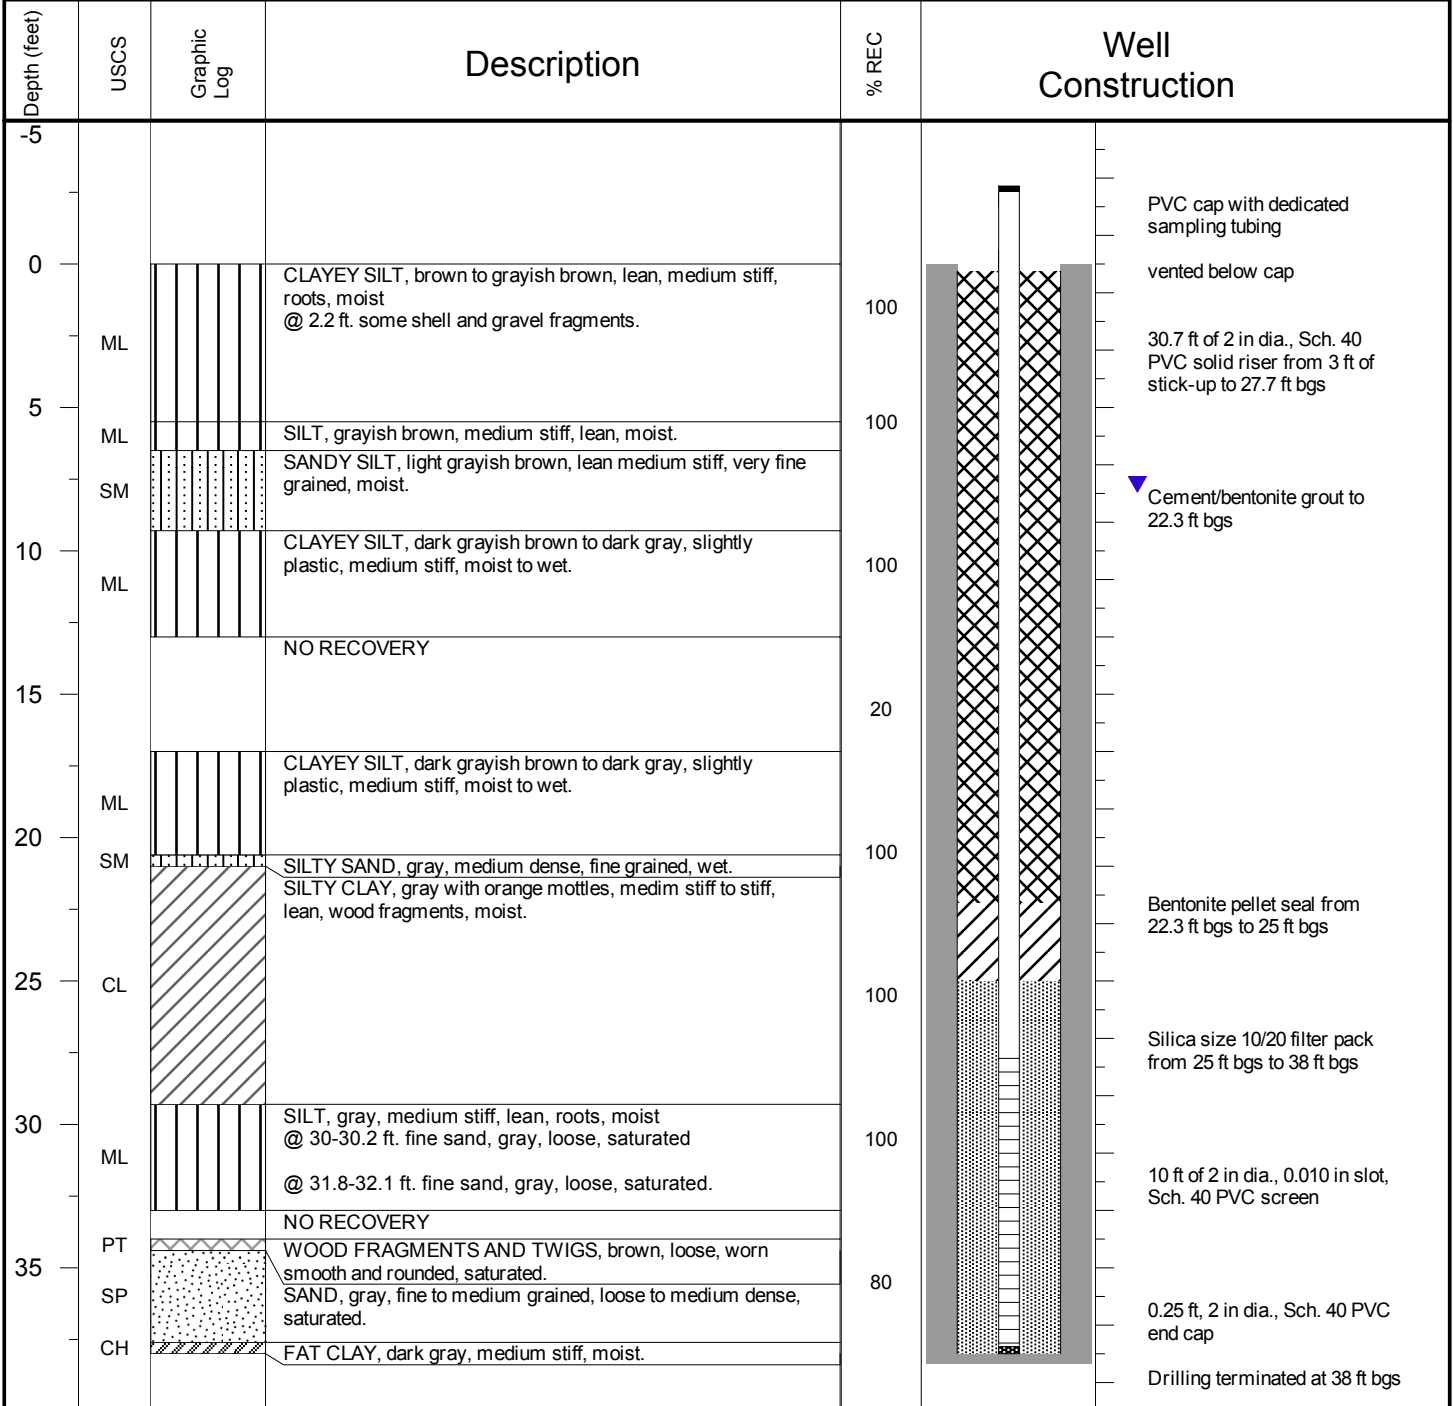 Depth (feet)
USCS
Graphic
Log
Description
% REC
Well
Construction
-5
PVC cap with dedicated
sampling tubing
0
vented below cap
CLAYEY SILT, brown to grayish brown, lean, medium stiff,
roots, moist
@ 2.2 ft. some shell and gravel fragments.
100
ML
30.7 ft of 2 in dia., Sch. 40
PVC solid riser from 3 ft of
stick-up to 27.7 ft bgs
5
100
ML
SILT, grayish brown, medium stiff, lean, moist.
SANDY SILT, light grayish brown, lean medium stiff, very fine
grained, moist.
SM
Cement/bentonite grout to
22.3 ft bgs
10
CLAYEY SILT, dark grayish brown to dark gray, slightly
plastic, medium stiff, moist to wet.
100
ML
NO RECOVERY
15
20
CLAYEY SILT, dark grayish brown to dark gray, slightly
plastic, medium stiff, moist to wet.
ML
20
100
SM
SILTY SAND, gray, medium dense, fine grained, wet.
SILTY CLAY, gray with orange mottles, medim stiff to stiff,
lean, wood fragments, moist.
Bentonite pellet seal from
22.3 ft bgs to 25 ft bgs
25
CL
100
Silica size 10/20 filter pack
from 25 ft bgs to 38 ft bgs
30
SILT, gray, medium stiff, lean, roots, moist
@ 30-30.2 ft. fine sand, gray, loose, saturated
100
ML
@ 31.8-32.1 ft. fine sand, gray, loose, saturated.
10 ft of 2 in dia., 0.010 in slot,
Sch. 40 PVC screen
NO RECOVERY
PT
WOOD FRAGMENTS AND TWIGS, brown, loose, worn
smooth and rounded, saturated.
35
80
SP
SAND, gray, fine to medium grained, loose to medium dense,
saturated.
0.25 ft, 2 in dia., Sch. 40 PVC
end cap
CH
FAT CLAY, dark gray, medium stiff, moist.
Drilling terminated at 38 ft bgs